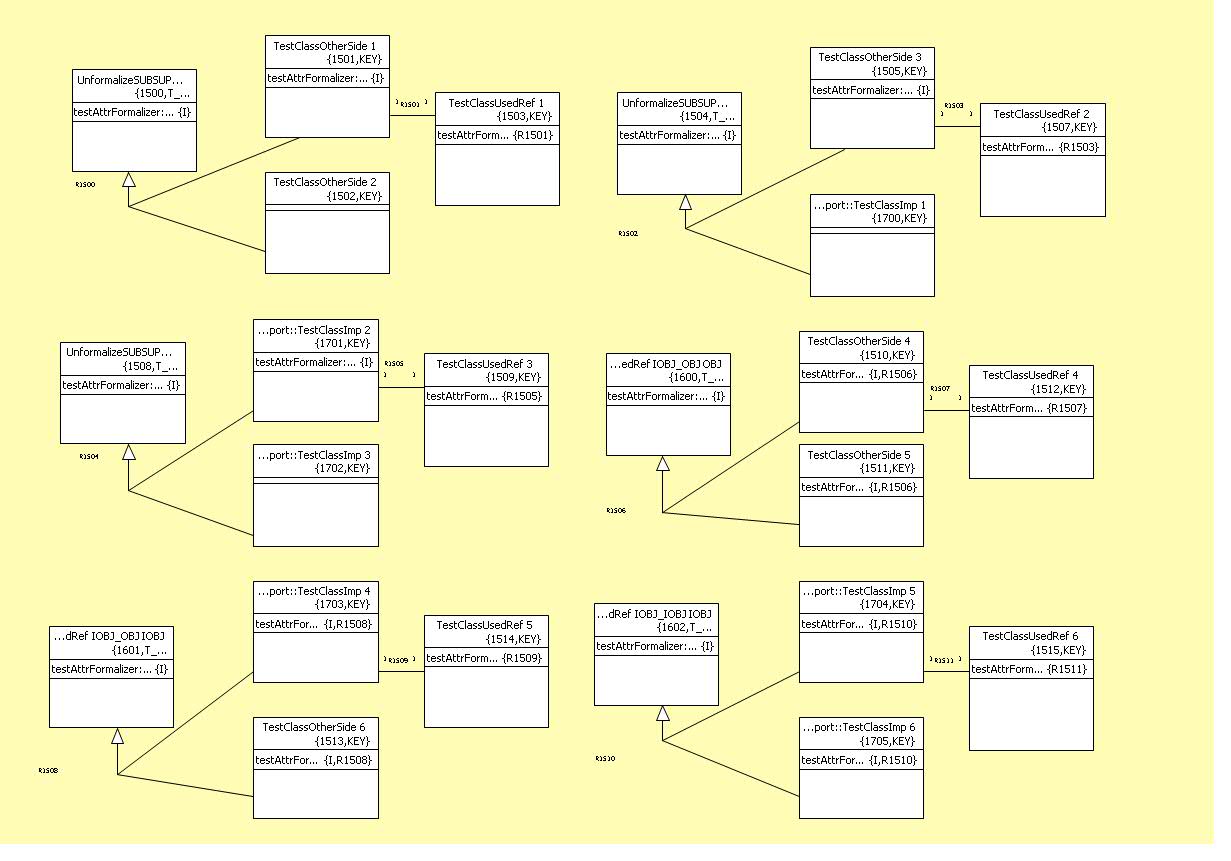 UnformalizeSUBSUP...
{1500,T_...
testAttrFormalizer:... {I}
R1500
TestClassOtherSide 1
{1501,KEY}
testAttrFormalizer:... {I}
R1501
TestClassUsedRef 1
{1503,KEY}
testAttrForm... {R1501}
TestClassOtherSide 2
{1502,KEY}
UnformalizeSUBSUP...
{1504,T_...
testAttrFormalizer:... {I}
R1502
TestClassOtherSide 3
{1505,KEY}
testAttrFormalizer:... {I}
R1503
TestClassUsedRef 2
{1507,KEY}
testAttrForm... {R1503}
...port::TestClassImp 1
{1700,KEY}
UnformalizeSUBSUP...
{1508,T_...
testAttrFormalizer:... {I}
R1504
...port::TestClassImp 2
{1701,KEY}
testAttrFormalizer:... {I}
R1505
TestClassUsedRef 3
{1509,KEY}
testAttrForm... {R1505}
...port::TestClassImp 3
{1702,KEY}
...edRef IOBJ_OBJ OBJ
{1600,T_...
testAttrFormalizer:... {I}
R1506
TestClassOtherSide 4
{1510,KEY}
testAttrFor... {I,R1506}
R1507
TestClassUsedRef 4
{1512,KEY}
testAttrForm... {R1507}
TestClassOtherSide 5
{1511,KEY}
testAttrFor... {I,R1506}
...dRef IOBJ_OBJ IOBJ
{1601,T_...
testAttrFormalizer:... {I}
R1508
...port::TestClassImp 4
{1703,KEY}
testAttrFor... {I,R1508}
R1509
TestClassUsedRef 5
{1514,KEY}
testAttrForm... {R1509}
TestClassOtherSide 6
{1513,KEY}
testAttrFor... {I,R1508}
...dRef IOBJ_IOBJ IOBJ
{1602,T_...
testAttrFormalizer:... {I}
R1510
...port::TestClassImp 5
{1704,KEY}
testAttrFor... {I,R1510}
R1511
TestClassUsedRef 6
{1515,KEY}
testAttrForm... {R1511}
...port::TestClassImp 6
{1705,KEY}
testAttrFor... {I,R1510}